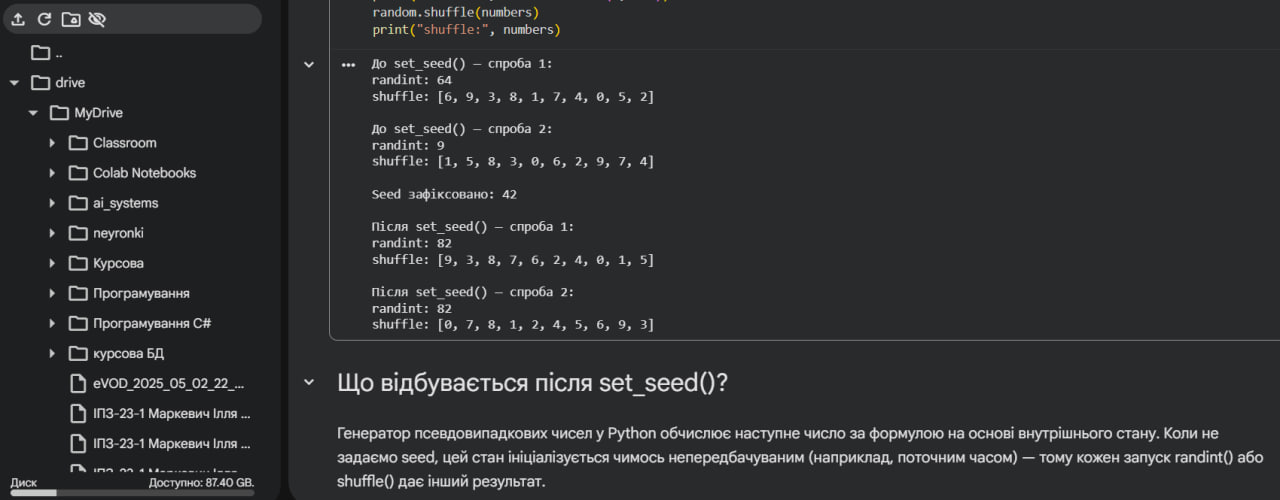 ..
drive
MyDrive
Classroom
Colab Notebooks
ai_systems
neyronki
Курсова
Програмування
Програмування C#
курсова БД
eVOD_2025_05_02_22_...
ІПЗ-23-1 Маркевич Ілля ...
ІПЗ-23-1 Маркевич Ілля ...
ІПЗ-23-1 Маркевич Ілля ...
Диск
Доступно: 87.40 GB.
random.shuffle(numbers)
print("shuffle:", numbers)
До set_seed() — спроба 1:
randint: 64
shuffle: [6, 9, 3, 8, 1, 7, 4, 0, 5, 2]
До set_seed() — спроба 2:
randint: 9
shuffle: [1, 5, 8, 3, 0, 6, 2, 9, 7, 4]
Seed зафіксовано: 42
Після set_seed() — спроба 1:
randint: 82
shuffle: [9, 3, 8, 7, 6, 2, 4, 0, 1, 5]
Після set_seed() — спроба 2:
randint: 82
shuffle: [0, 7, 8, 1, 2, 4, 5, 6, 9, 3]
Що відбувається після set_seed()?
Генератор псевдовипадкових чисел у Python обчислює наступне число за формулою на основі внутрішнього стану. Коли не
задаємо seed, цей стан ініціалізується чимось непередбачуваним (наприклад, поточним часом) — тому кожен запуск randint() або
shuffle() дає інший результат.